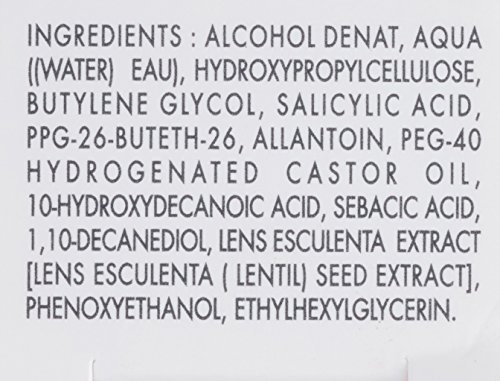 INGREDIENTS : ALCOHOL DENAT, AQUA
((WATER) EAU), HYDROXYPROPYLCELLULOSE,
BUTYLENE GLYCOL, SALICYLIC ACID,
PPG-26-BUTETH-26, ALLANTOIN, PEG-40
HYDROGENATED CASTOR OIL,
10-HYDROXYDECANOIC ACID, SEBACIC ACID,
1,10-DECANEDIOL, LENS ESCULENTA EXTRACT
[LENS ESCULENTA ( LENTIL) SEED EXTRACT],
PHENOXYETHANOL, ETHYLHEXYLGLYCERIN.